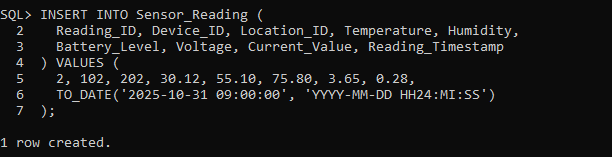 SQL> INSERT INTO Sensor_Reading (
  2    Reading_ID, Device_ID, Location_ID, Temperature, Humidity,
  3    Battery_Level, Voltage, Current_Value, Reading_Timestamp
  4  ) VALUES (
  5    2, 102, 202, 30.12, 55.10, 75.80, 3.65, 0.28,
  6    TO_DATE('2025-10-31 09:00:00', 'YYYY-MM-DD HH24:MI:SS')
  7  );

1 row created.